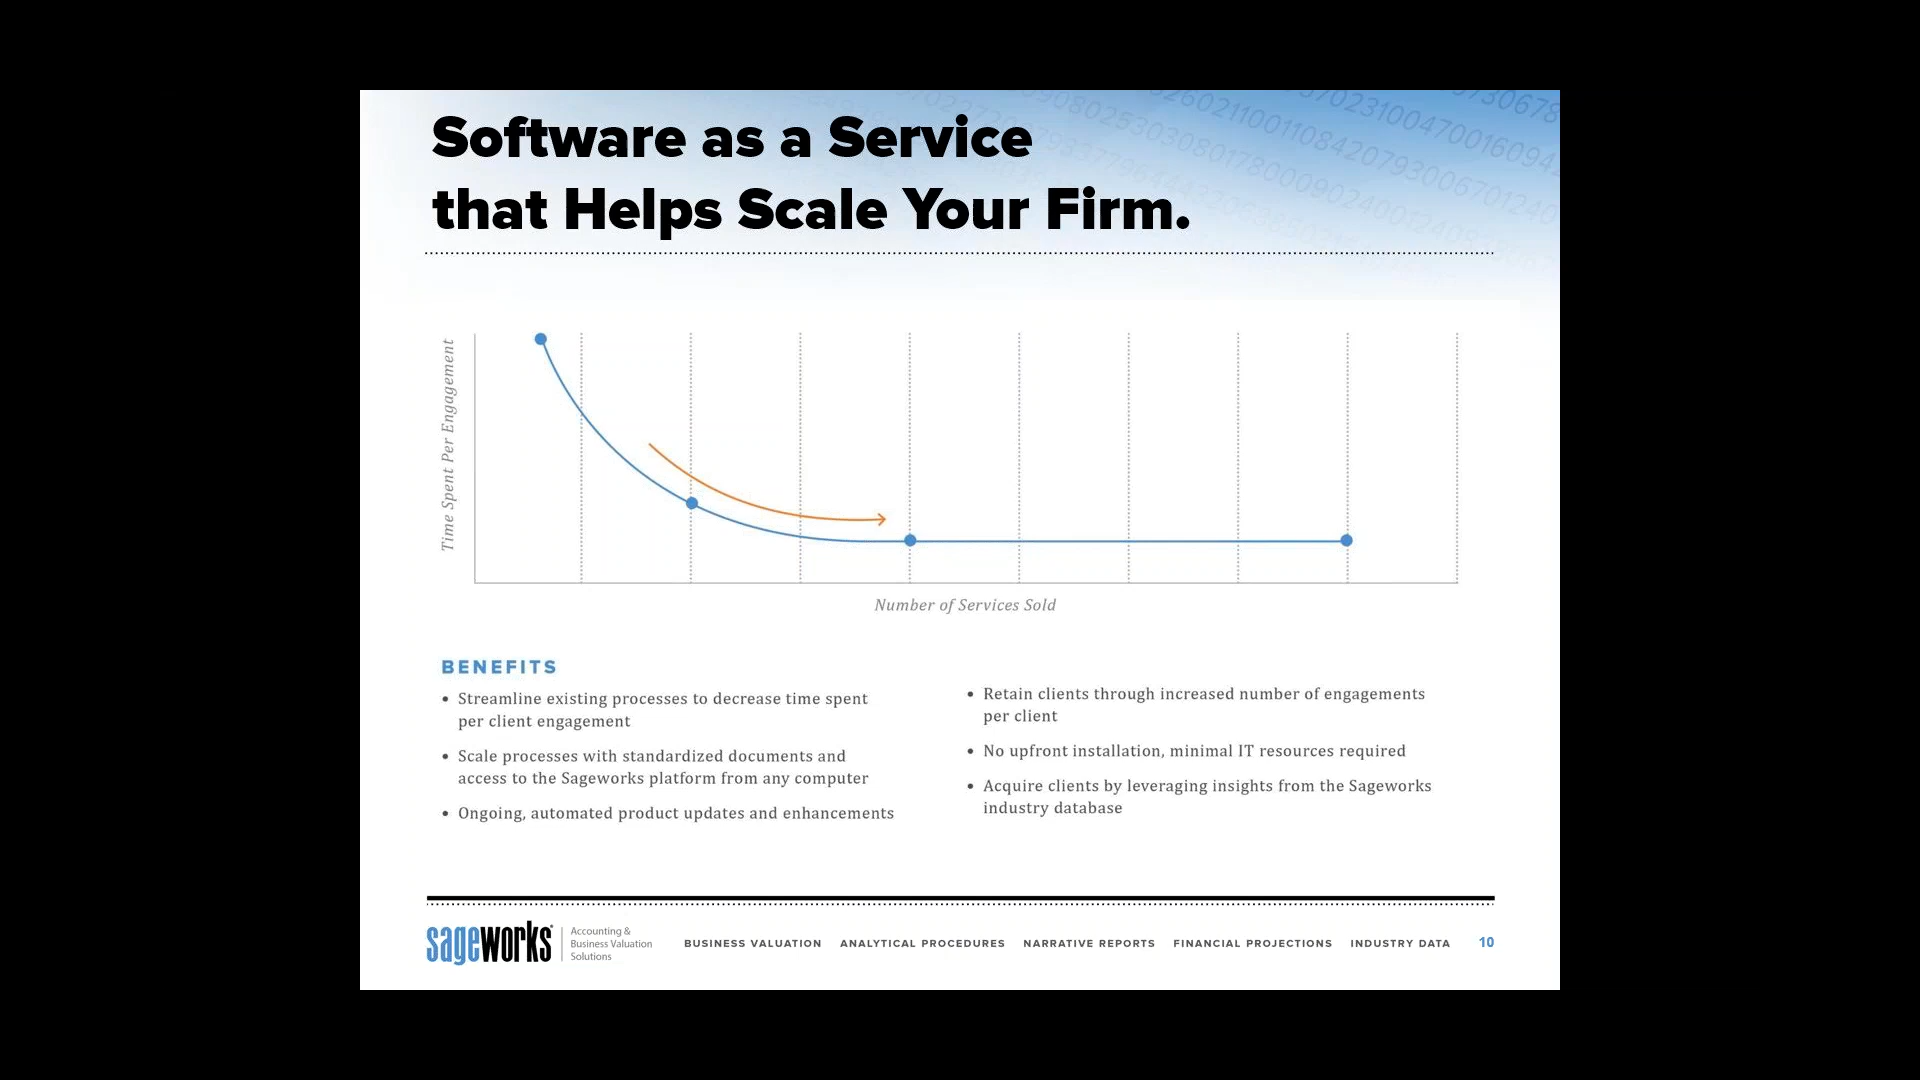 Software as a Service
that Helps Scale Your Firm.
Time Spent Per Engagement
Number of Services Sold
BENEFITS
• Streamline existing processes to decrease time spent
per client engagement
• Scale processes with standardized documents and
access to the Sageworks platform from any computer
• Ongoing, automated product updates and enhancements
• Retain clients through increased number of engagements
per client
• No upfront installation, minimal IT resources required
• Acquire clients by leveraging insights from the Sageworks
industry database
sageworks
Accounting &
Business Valuation
Solutions
BUSINESS VALUATION ANALYTICAL PROCEDURES NARRATIVE REPORTS FINANCIAL PROJECTIONS INDUSTRY DATA 10